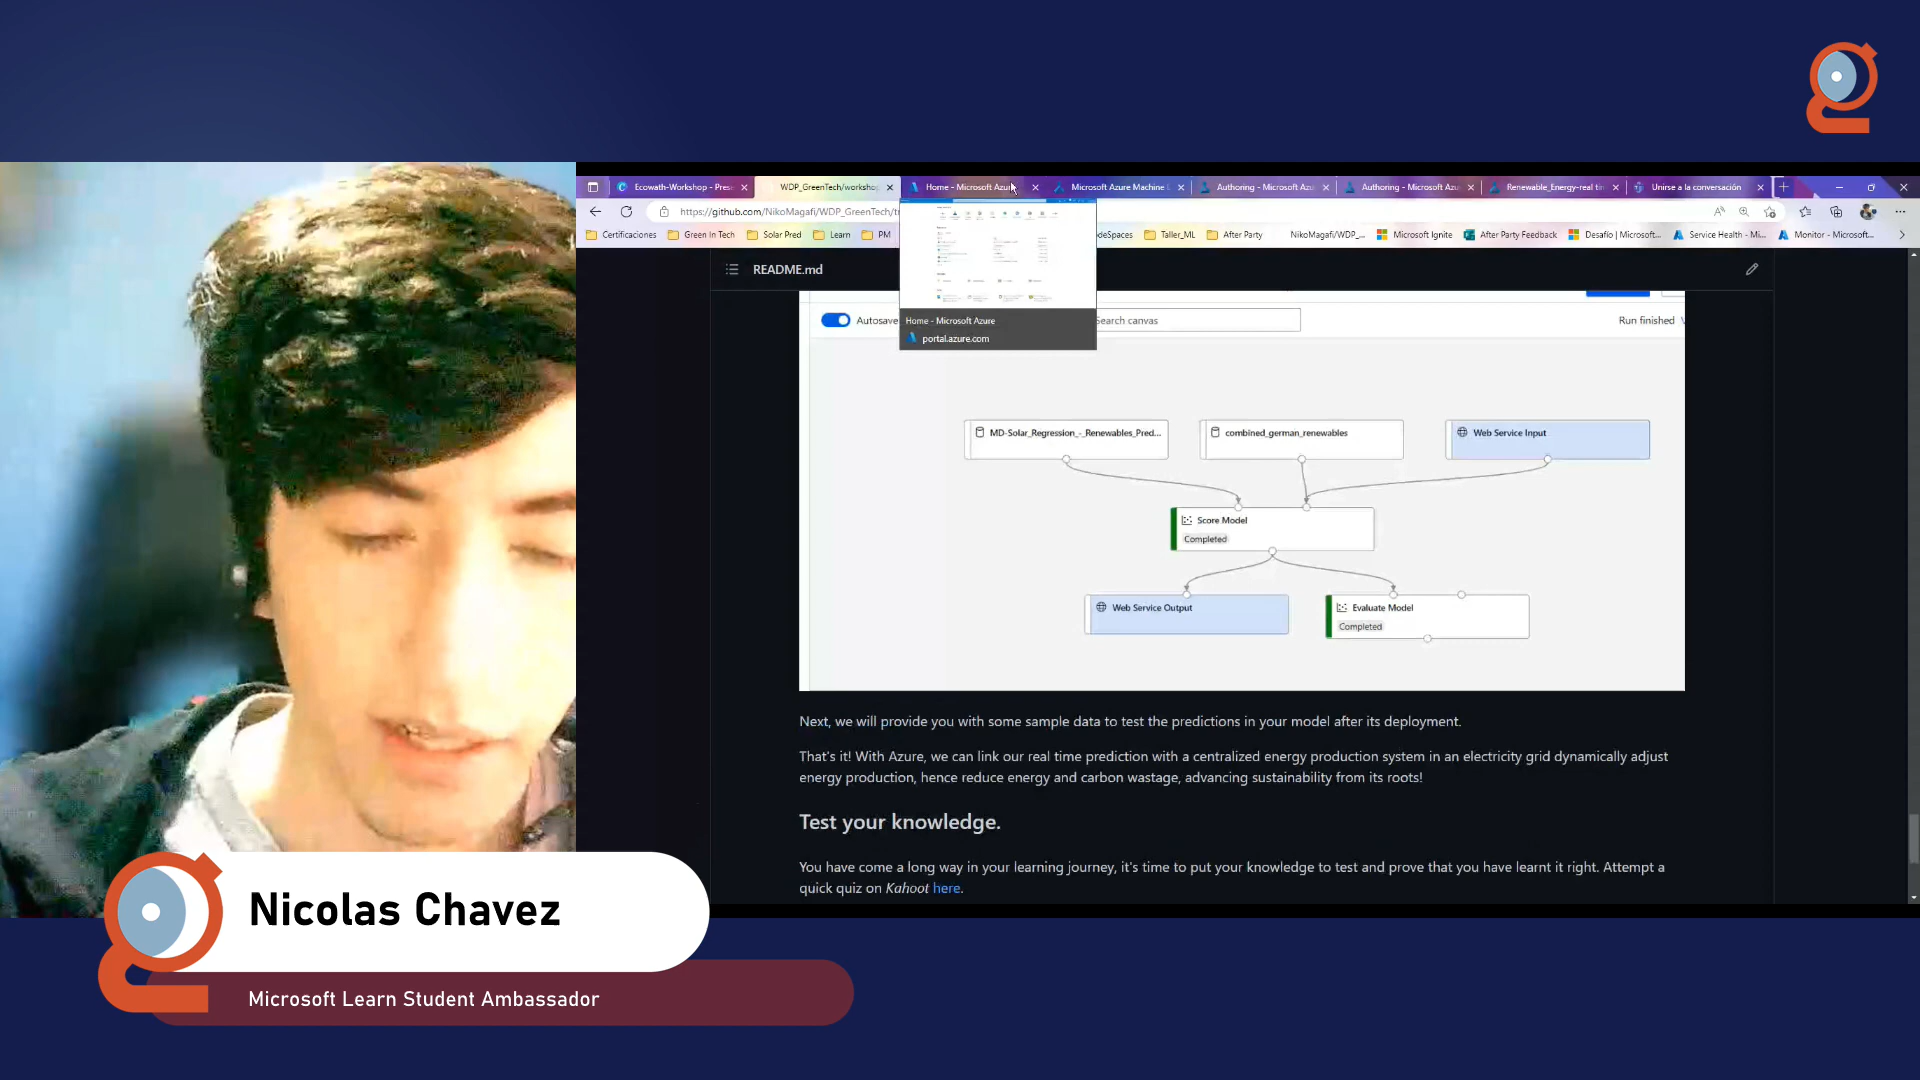 Ecowath-Workshop - Pres
WDP_GreenTech/workshop
Home - Microsoft Azure
Microsoft Azure Machine L
Authoring - Microsoft Azu
Authoring - Microsoft Azu
Renewable_Energy-real tim
Unirse a la conversación
https://github.com/NikoMagafi/WDP_GreenTech/tr
Certificaciones
Green In Tech
Solar Pred
Learn
PM
deSpaces
Taller_ML
After Party
NikoMagafi/WDP_...
Microsoft Ignite
After Party Feedback
Desafío | Microsoft...
Service Health - Mi...
Monitor - Microsoft...
README.md
Home - Microsoft Azure
portal.azure.com
Autosave
Search canvas
Run finished
MD-Solar_Regression_-_Renewables_Pred...
combined_german_renewables
Web Service Input
Score Model
Completed
Web Service Output
Evaluate Model
Completed
Next, we will provide you with some sample data to test the predictions in your model after its deployment.
That's it! With Azure, we can link our real time prediction with a centralized energy production system in an electricity grid dynamically adjust
energy production, hence reduce energy and carbon wastage, advancing sustainability from its roots!
Test your knowledge.
You have come a long way in your learning journey, it's time to put your knowledge to test and prove that you have learnt it right. Attempt a
quick quiz on Kahoot here.
Nicolas Chavez
Microsoft Learn Student Ambassador